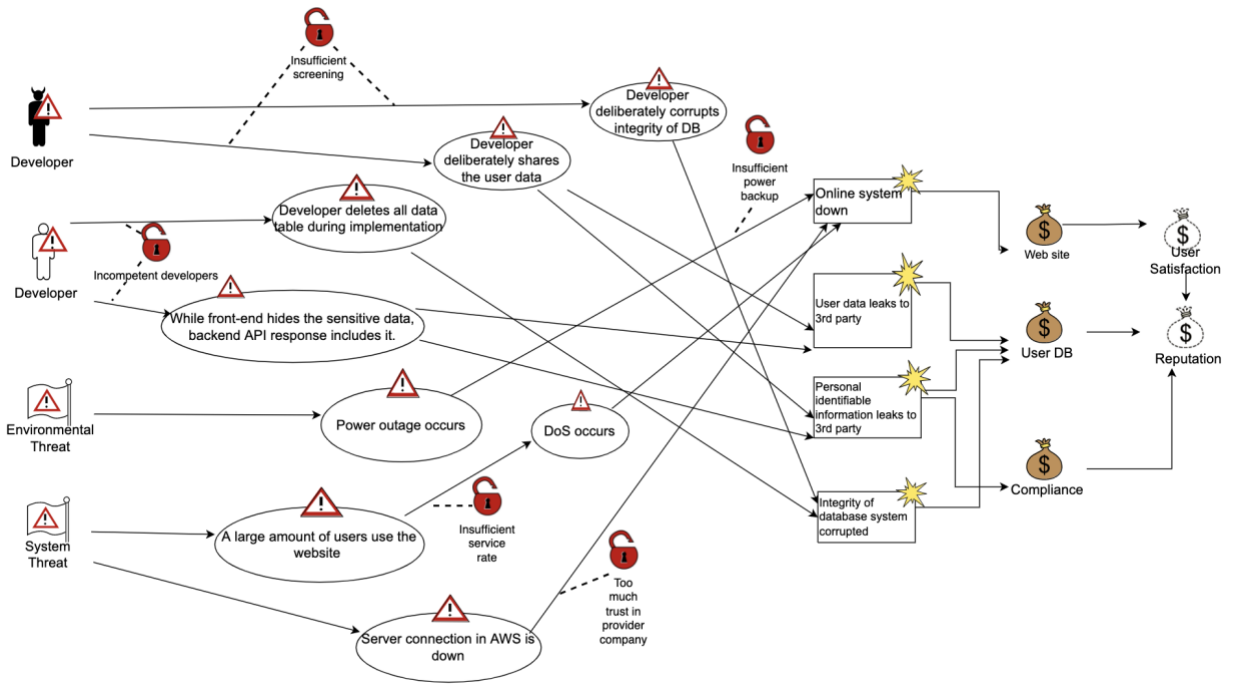 Insufficient
screening
Developer
Developer
deliberately corrupts
integrity of DB
Developer
deliberately shares
the user data
Insufficient
power
backup
Online system
down
Developer deletes all data
table during implementation
Developer
Incompetent developers
While front-end hides the sensitive data,
backend API response includes it.
User data leaks to
3rd party
$
Web site
$
User
Satisfaction
$
User DB
$
Reputation
Environmental
Threat
Power outage occurs
DoS occurs
Personal
identifiable
information leaks to
3rd party
$
Compliance
System
Threat
A large amount of users use the
website
Insufficient
service
rate
Integrity of
database system
corrupted
Server connection in AWS is
down
Too
much
trust in
provider
company